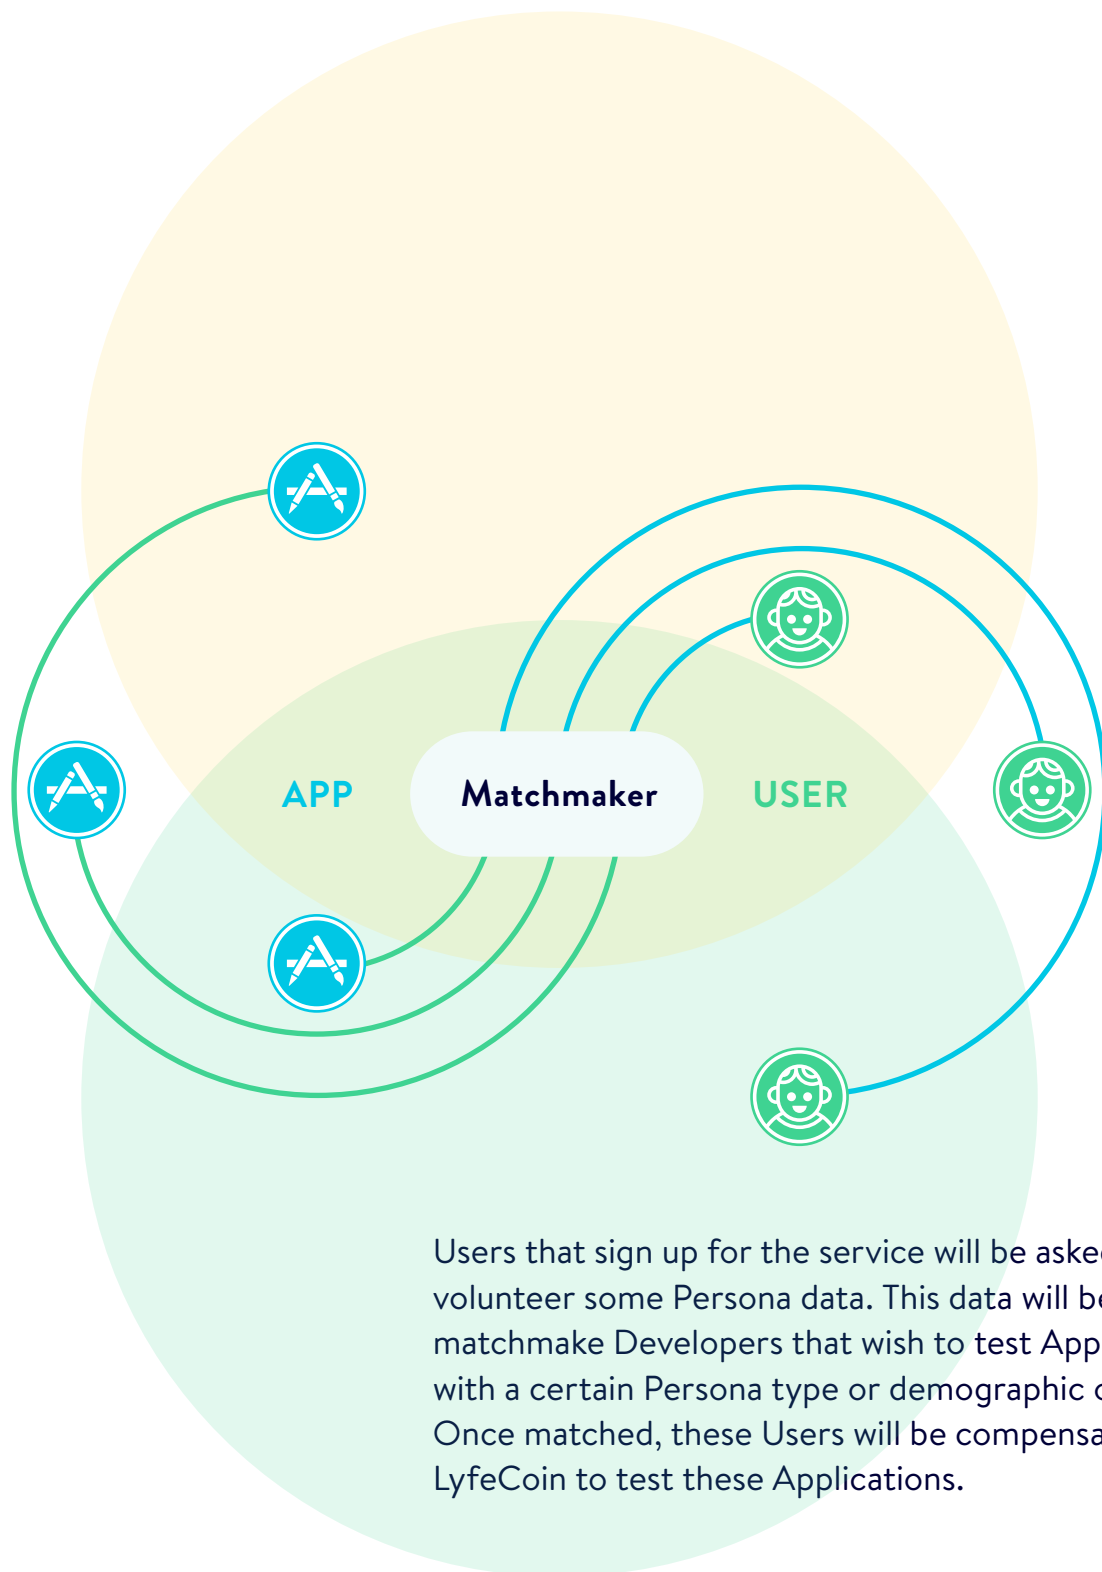 APP Matchmaker USER
Users that sign up for the service will be asked
volunteer some Persona data. This data will be
matchmake Developers that wish to test App
with a certain Persona type or demographic
Once matched, these Users will be
LyfeCoin to test these Applications.